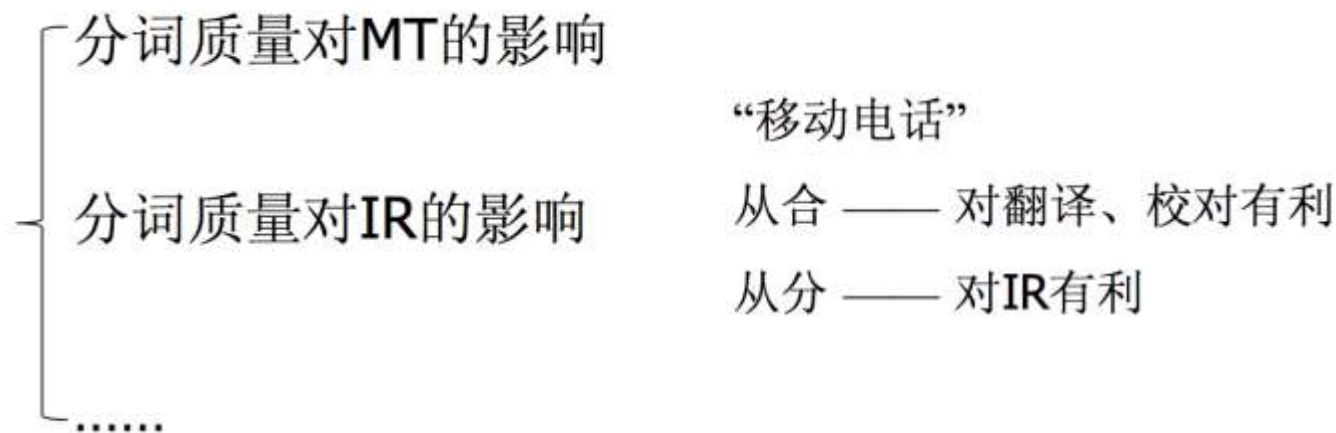 分词质量对MT的影响
“移动电话”
分词质量对IR的影响
从合 —— 对翻译、校对有利
从分 —— 对IR有利
......